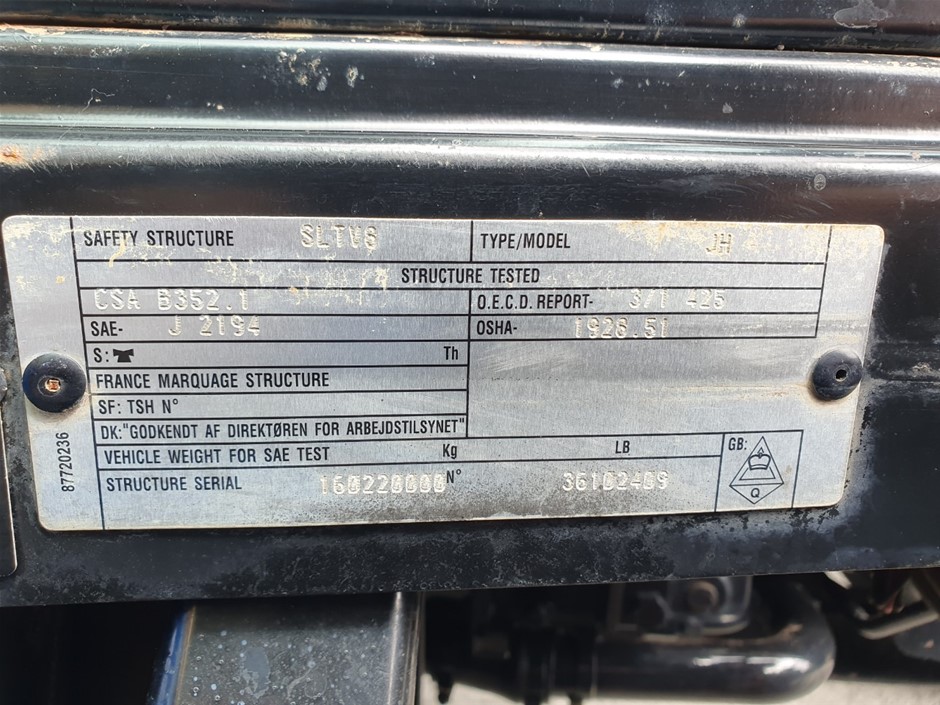 SAFETY STRUCTURE SLTVS TYPE/MODEL JH
STRUCTURE TESTED
CSA B352.1 O.E.C.D. REPORT- 3/1 425
SAE- J 2194 OSHA- 1928.51
S: Th
FRANCE MARQUAGE STRUCTURE
SF: TSH N°
DK:"GODKENDT AF DIREKTØREN FOR ARBEJDSTILSYNET"
VEHICLE WEIGHT FOR SAE TEST Kg LB GB:
STRUCTURE SERIAL 160220000 N° 36102409
Q
87720236